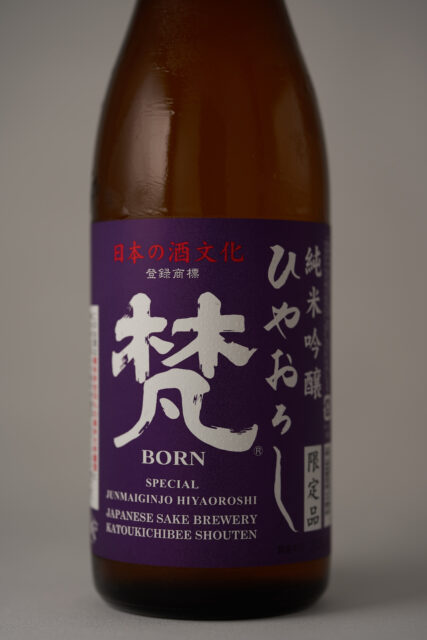 日本の酒文化
登録商標
梵®
BORN
SPECIAL
JUNMAIGINJO HIYAOROSHI
JAPANESE SAKE BREWERY
KATOUKICHIBEE SHOUTEN
純米吟醸
ひやおろし
限定品